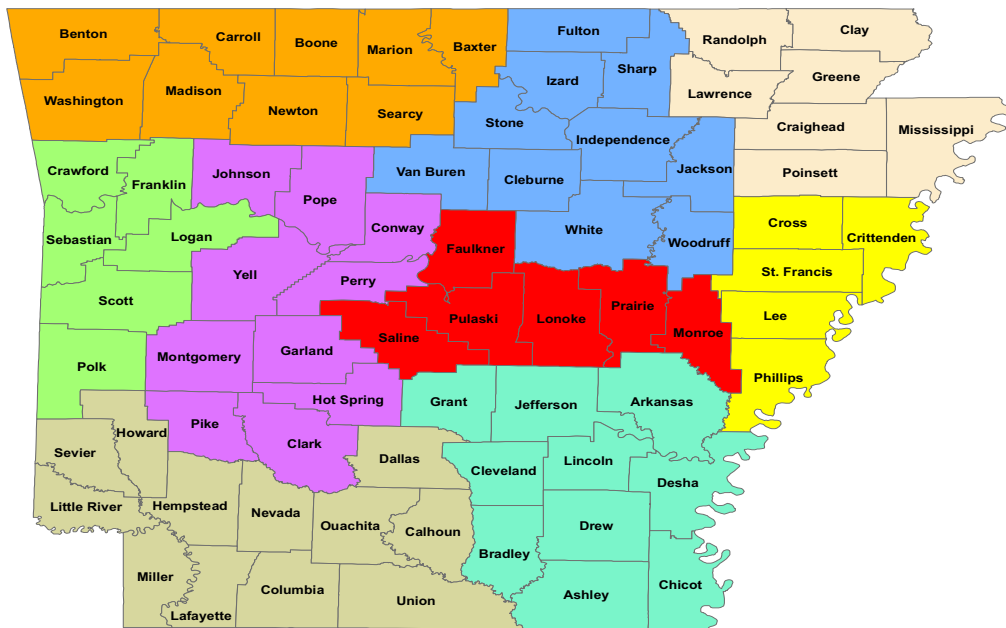 Benton
Carroll
Boone
Marion
Baxter
Fulton
Randolph
Clay
Washington
Madison
Newton
Searcy
Izard
Sharp
Lawrence
Greene
Stone
Independence
Craighead
Mississippi
Crawford
Franklin
Johnson
Pope
Van Buren
Cleburne
Jackson
Poinsett
Sebastian
Logan
Conway
Faulkner
White
Woodruff
Cross
Crittenden
Scott
Yell
Perry
St. Francis
Saline
Pulaski
Lonoke
Prairie
Monroe
Lee
Polk
Montgomery
Garland
Phillips
Hot Spring
Grant
Jefferson
Arkansas
Sevier
Howard
Pike
Clark
Dallas
Cleveland
Lincoln
Desha
Little River
Hempstead
Nevada
Ouachita
Calhoun
Bradley
Drew
Miller
Lafayette
Columbia
Union
Ashley
Chicot